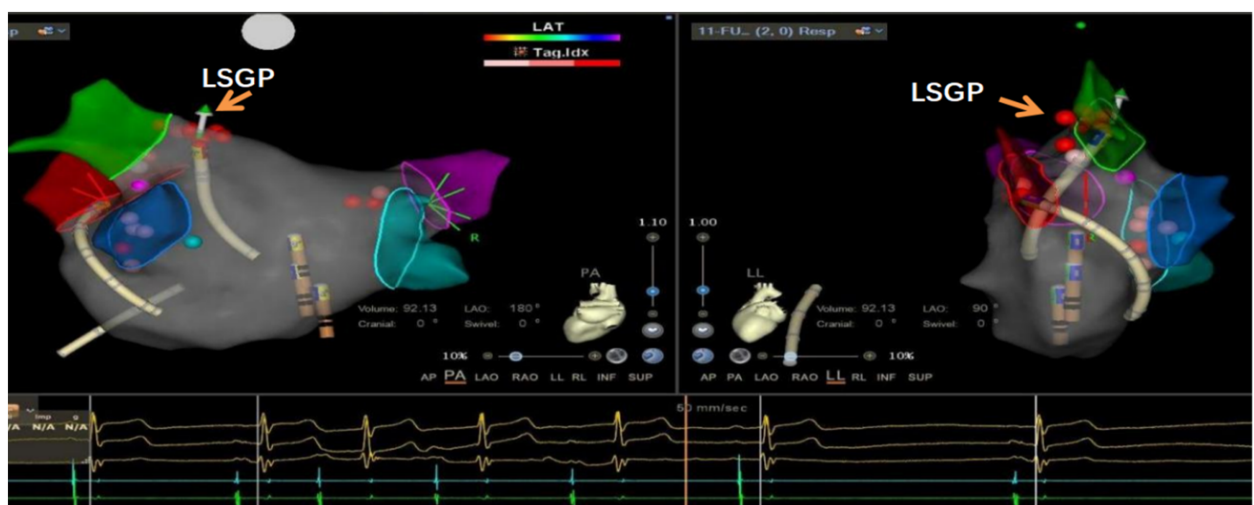 p
LAT
Tag.Idx
LSGP
R
1.10
PA
Volume: 92.13 LAO: 180°
Cranial: 0° Swivel: 0°
10% 
AP PA LAO RAO LL RL INF SUP
11-FU_ (2, 0) Resp
LSGP
R
1.00
LL
Volume: 92.13 LAO: 90°
Cranial: 0° Swivel: 0°
10%
AP PA LAO RAO LL RL INF SUP
Imp g
/A N/A N/A
50 mm/sec